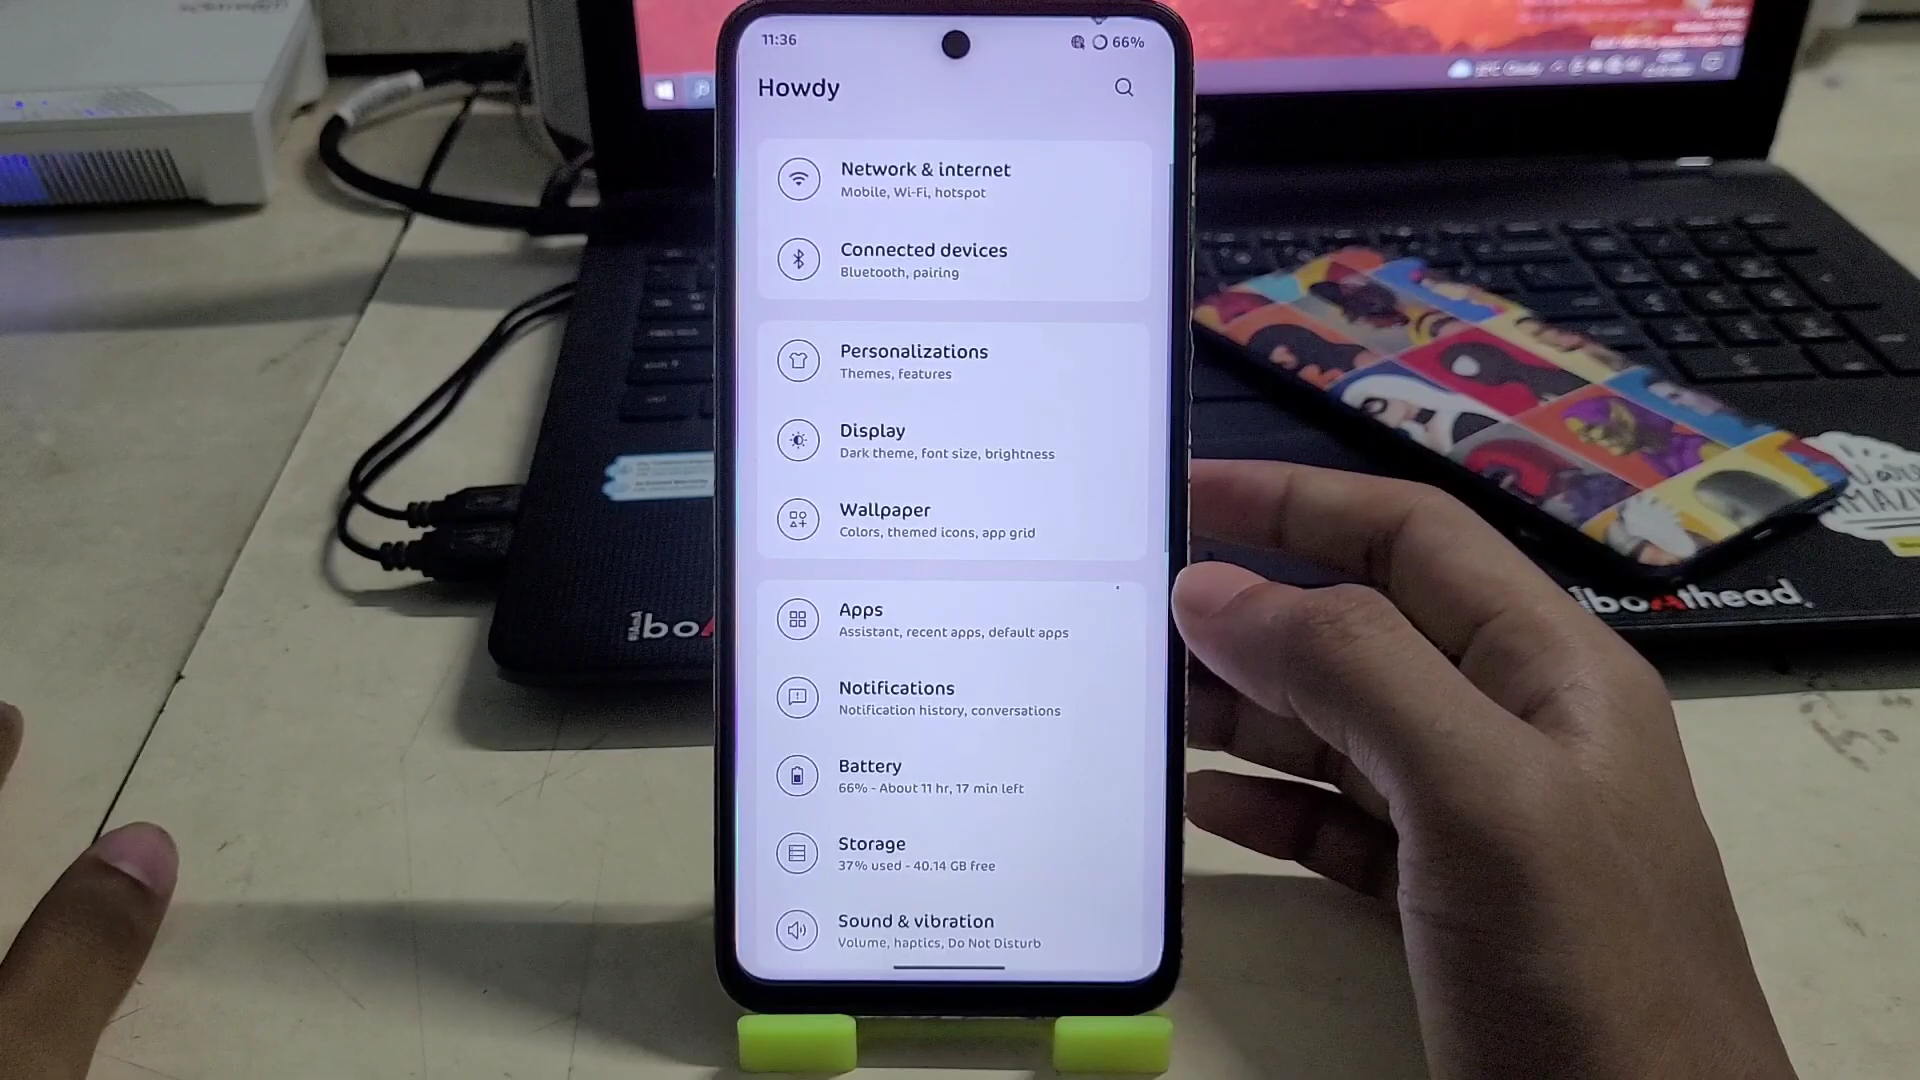 11:36
66%
Howdy
Network & internet
Mobile, Wi-Fi, hotspot
Connected devices
Bluetooth, pairing
Personalizations
Themes, features
Display
Dark theme, font size, brightness
Wallpaper
Colors, themed icons, app grid
Apps
Assistant, recent apps, default apps
Notifications
Notification history, conversations
Battery
66% - About 11 hr, 17 min left
Storage
37% used - 40.14 GB free
Sound & vibration
Volume, haptics, Do Not Disturb
iboAthead.